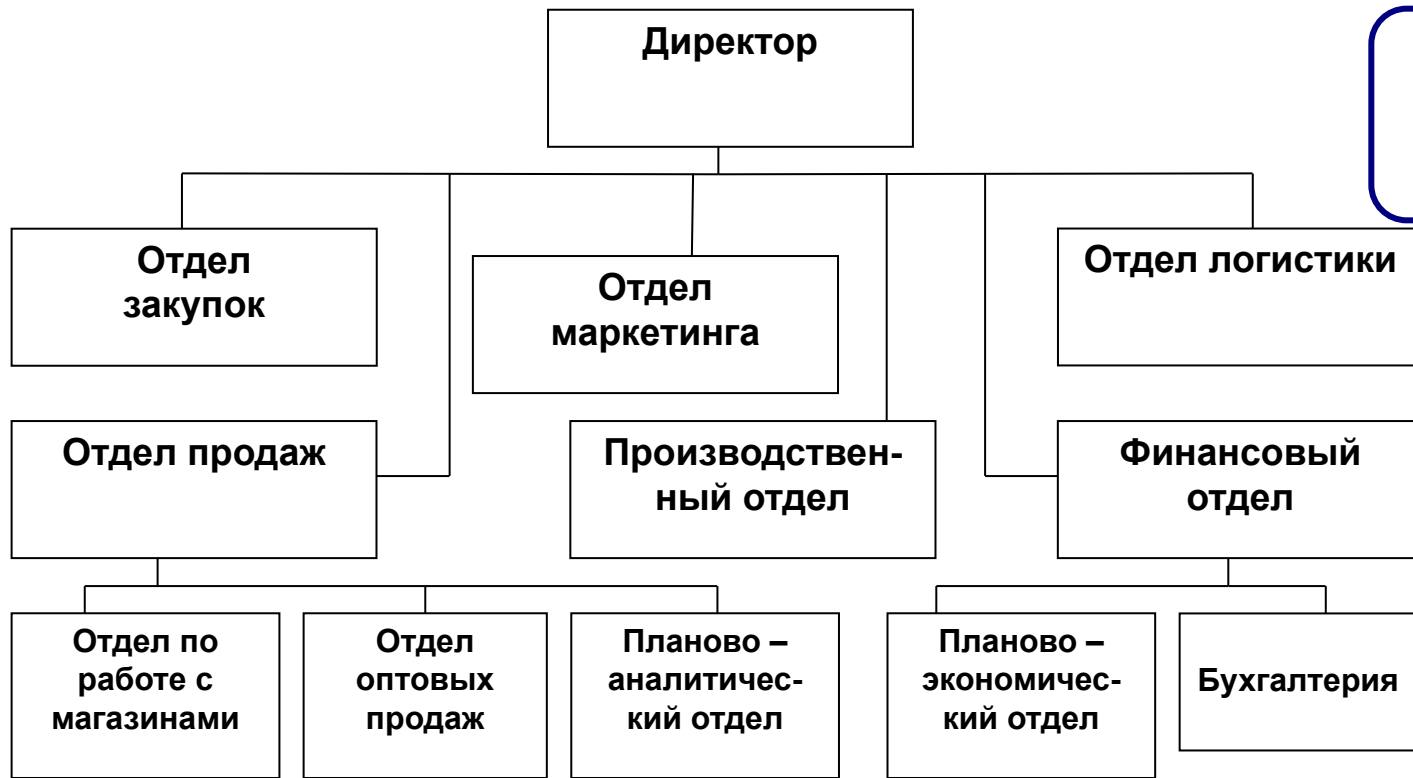 Директор
Отдел
закупок
Отдел
маркетинга
Отдел логистики
Отдел продаж
Производствен-
ный отдел
Финансовый
отдел
Отдел по
работе с
магазинами
Отдел
оптовых
продаж
Планово –
аналитичес-
кий отдел
Планово –
экономичес-
кий отдел
Бухгалтерия